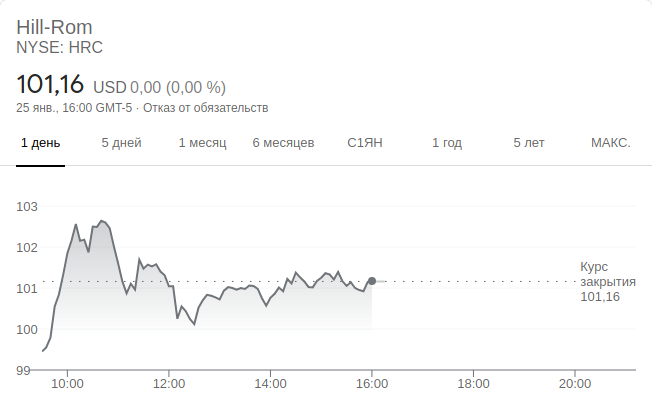 Hill-Rom
NYSE: HRC
101,16 USD 0,00 (0,00 %)
25 янв., 16:00 GMT-5 · Отказ от обязательств
1 день 5 дней 1 месяц 6 месяцев С1ЯН 1 год 5 лет МАКС.
103
102
101
100
99
Курс
закрытия
101,16
10:00 12:00 14:00 16:00 18:00 20:00